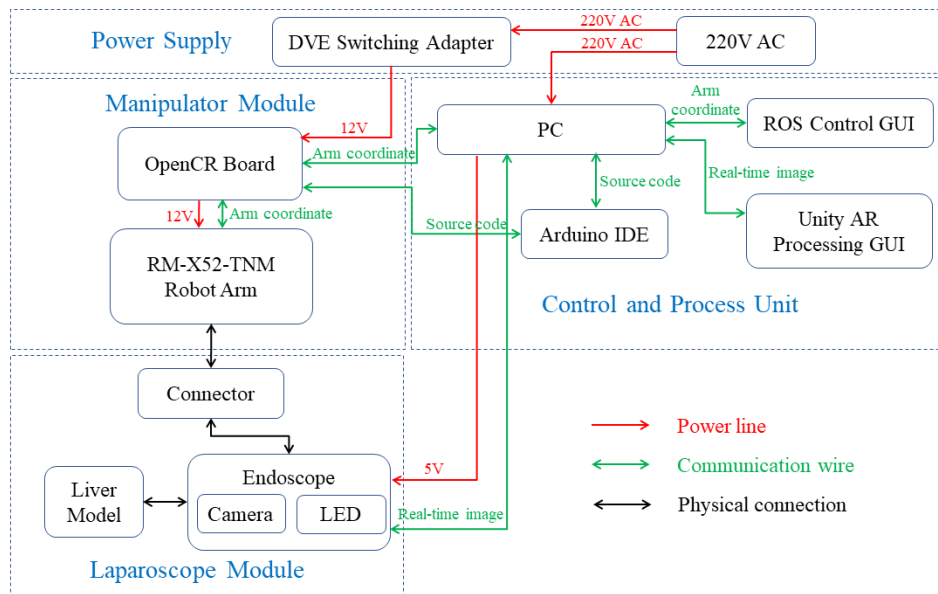 Power Supply
DVE Switching Adapter
220V AC
220V AC
220V AC
Manipulator Module
12V
OpenCR Board
Arm coordinate
12V
Arm coordinate
Source code
RM-X52-TNM
Robot Arm
PC
Arm
coordinate
ROS Control GUI
Source code
Real-time image
Arduino IDE
Unity AR
Processing GUI
Control and Process Unit
Connector
Liver
Model
Endoscope
Camera
LED
5V
Real-time image
Laparoscope Module
Power line
Communication wire
Physical connection